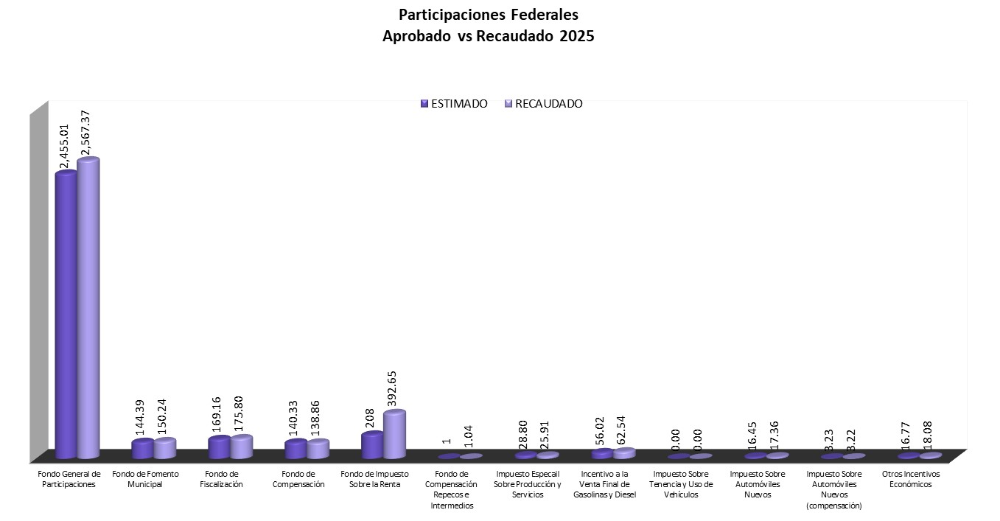 Participaciones Federales
Aprobado vs Recaudado 2025
ESTIMADO RECAUDADO
2,455.01 2,567.37
144.39 150.24
169.16 175.80
140.33 138.86
208 392.65
1 1.04
28.80 25.91
56.02 62.54
0.00 0.00
16.45 17.36
3.23 3.22
16.77 18.08
Fondo General de
Participaciones
Fondo de Fomento
Municipal
Fondo de
Fiscalización
Fondo de
Compensación
Fondo de Impuesto
Sobre la Renta
Fondo de
Compensación
Repecos e
Intermedios
Impuesto Especail
Sobre Producción y
Servicios
Incentivo a la
Venta Final de
Gasolinas y Diesel
Impuesto Sobre
Tenencia y Uso de
Vehículos
Impuesto Sobre
Automóviles
Nuevos
Impuesto Sobre
Automóviles
Nuevos
(compensación)
Otros Incentivos
Económicos